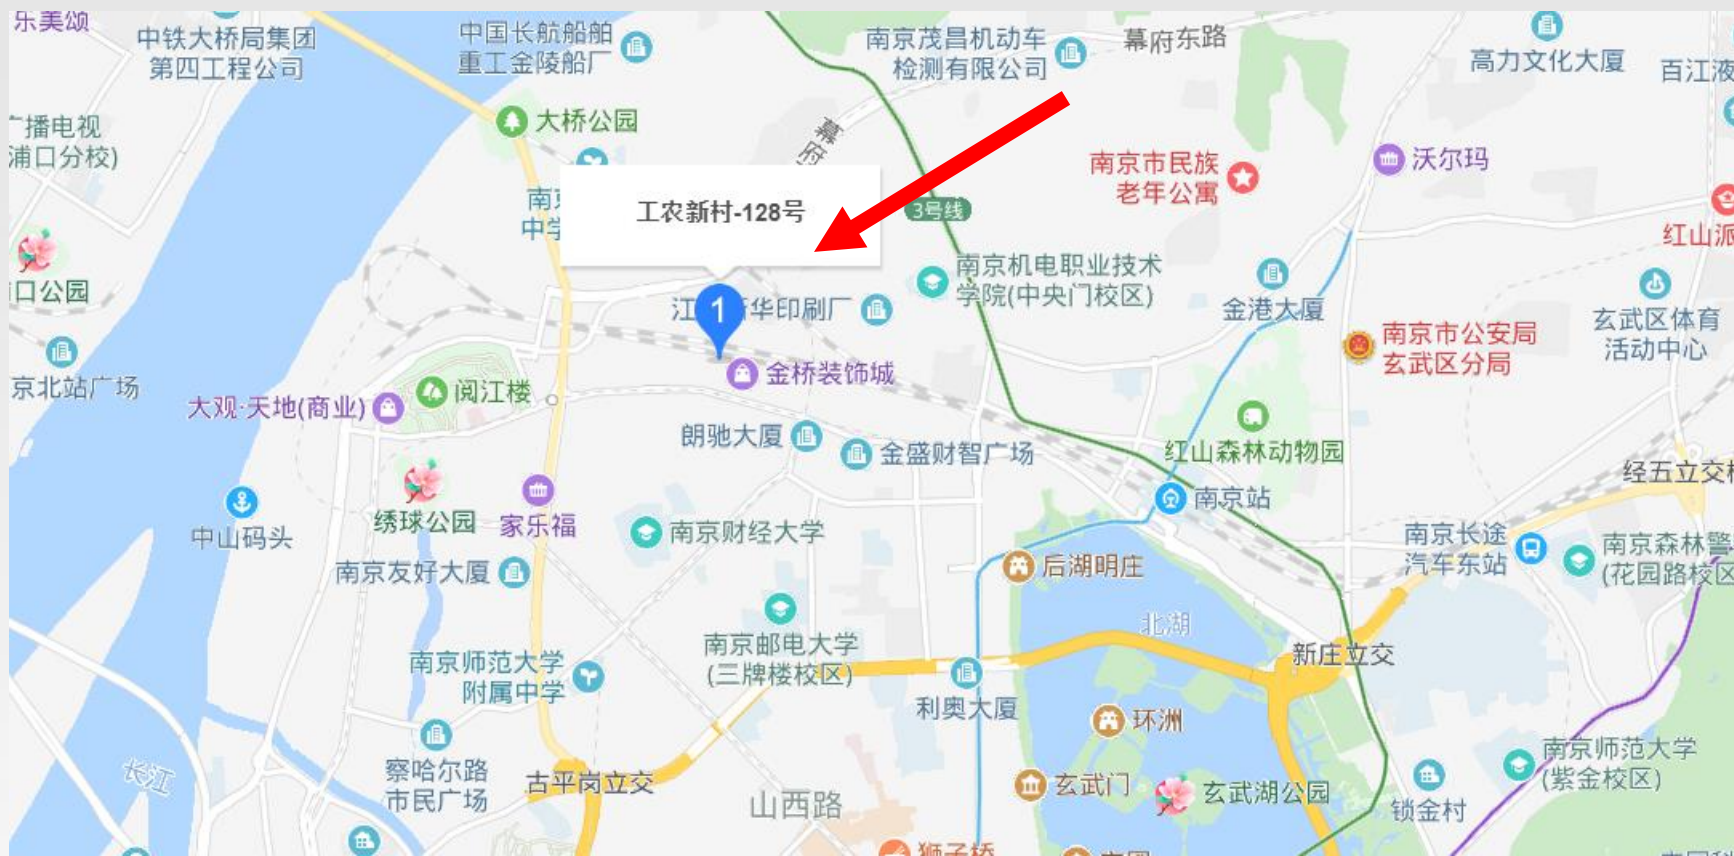 乐美颂
中铁大桥局集团
第四工程公司
中国长航船舶
重工金陵船厂
南京茂昌机动车
检测有限公司
幕府东路
高力文化大厦
百江液
广播电视
浦口分校)
大桥公园
幕府
南京市民族
老年公寓
沃尔玛
南京
中学
工农新村-128号
3号线
红山派
口公园
南京机电职业技术
学院(中央门校区)
金港大厦
玄武区体育
活动中心
江
华印刷厂
1
南京市公安局
玄武区分局
京北站广场
大观·天地(商业)
阅江楼
金桥装饰城
朗驰大厦
金盛财智广场
红山森林动物园
经五立交桥
中山码头
绣球公园
家乐福
南京财经大学
南京站
南京长途
汽车东站
南京森林警
(花园路校区
南京友好大厦
后湖明庄
北湖
南京邮电大学
(三牌楼校区)
新庄立交
南京师范大学
附属中学
利奥大厦
环洲
长江
察哈尔路
市民广场
古平岗立交
山西路
玄武门
玄武湖公园
锁金村
南京师范大学
(紫金校区)
狮子桥